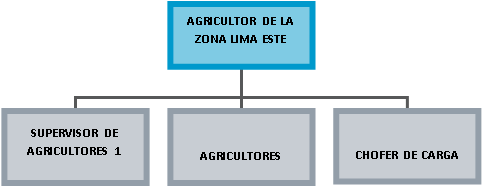 AGRICULTOR DE LA
ZONA LIMA ESTE
SUPERVISOR DE
AGRICULTORES 1
AGRICULTORES
CHOFER DE CARGA